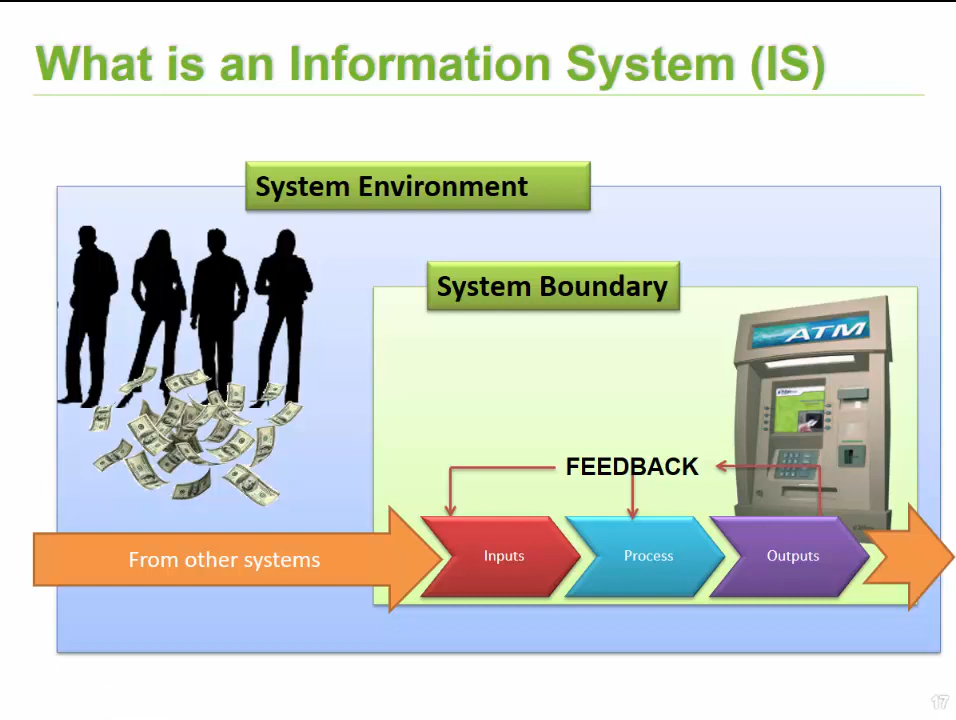 What is an Information System (IS)
System Environment
System Boundary
ATM
FEEDBACK
From other systems
Inputs
Process
Outputs
17